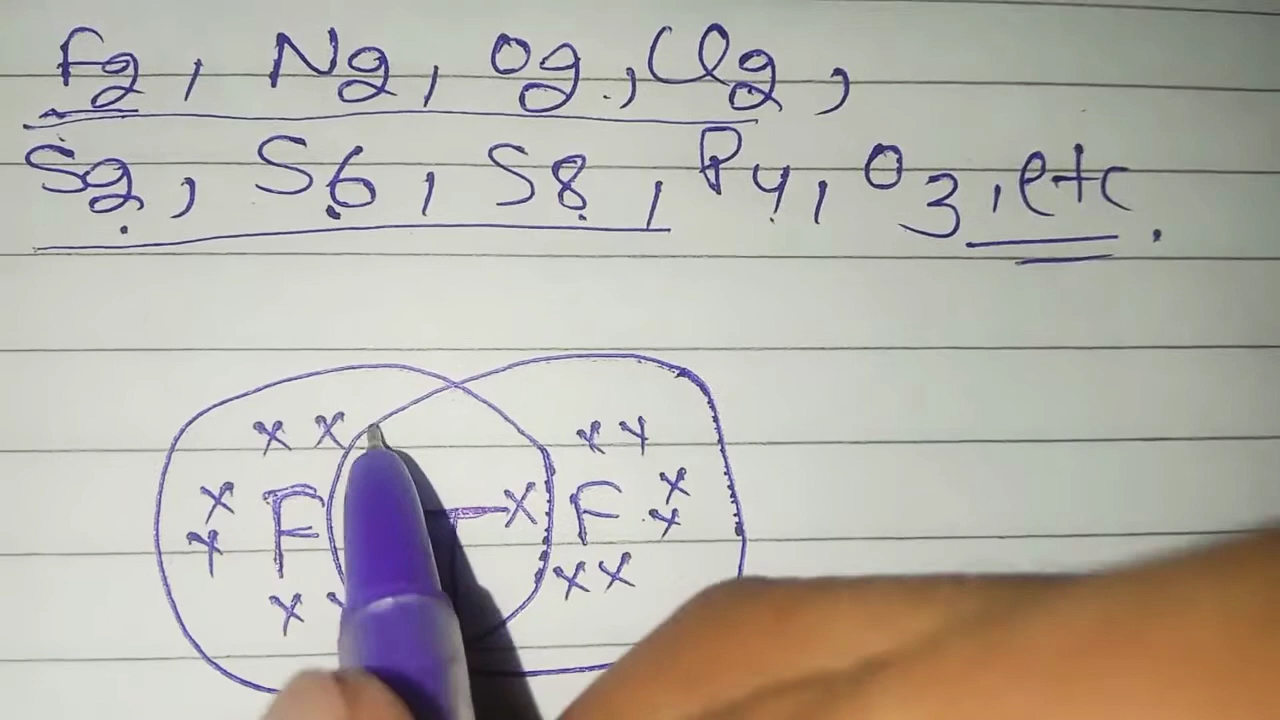 F2, N2, O2, Cl2,
S2, S6, S8, P4, O3, etc.
x x x x
x F - x F x
x x
x x x